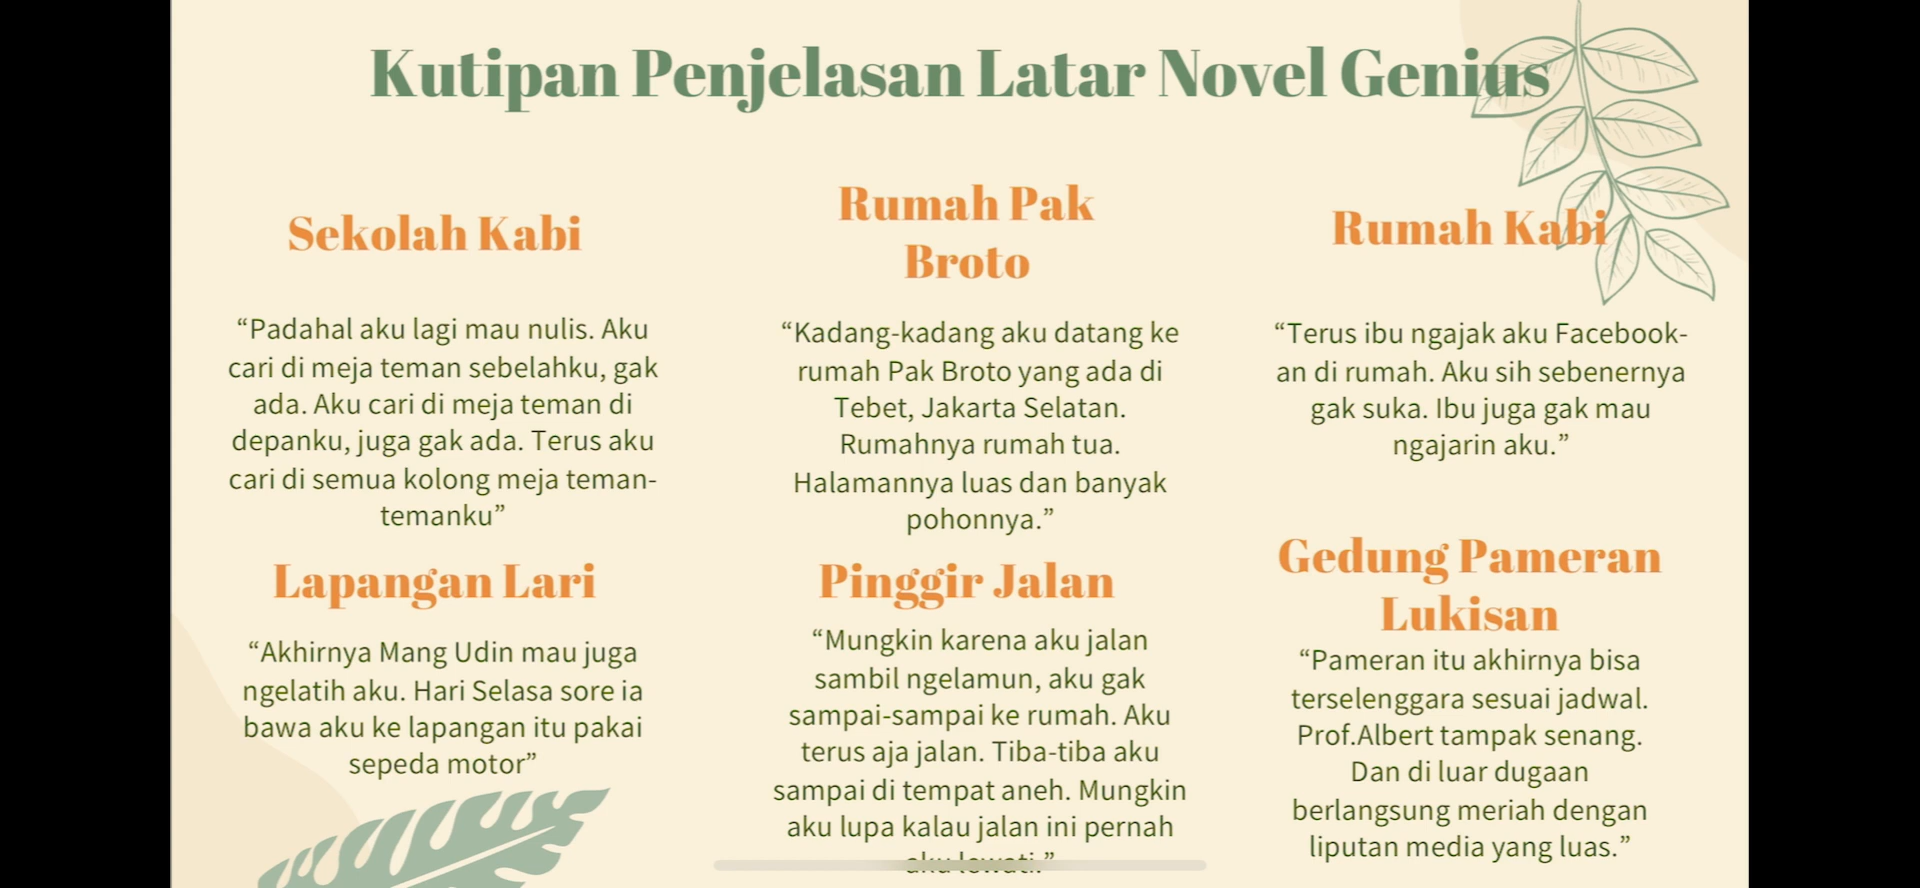 Kutipan Penjelasan Latar Novel Genius
Sekolah Kabi
“Padahal aku lagi mau nulis. Aku
cari di meja teman sebelahku, gak
ada. Aku cari di meja teman di
depanku, juga gak ada. Terus aku
cari di semua kolong meja teman-
temanku”
Rumah Pak
Broto
“Kadang-kadang aku datang ke
rumah Pak Broto yang ada di
Tebet, Jakarta Selatan.
Rumahnya rumah tua.
Halamannya luas dan banyak
pohonnya.”
Rumah Kabi
“Terus ibu ngajak aku Facebook-
an di rumah. Aku sih sebenernya
gak suka. Ibu juga gak mau
ngajarin aku.”
Lapangan Lari
“Akhirnya Mang Udin mau juga
ngelatih aku. Hari Selasa sore ia
bawa aku ke lapangan itu pakai
sepeda motor”
Pinggir Jalan
“Mungkin karena aku jalan
sambil ngelamun, aku gak
sampai-sampai ke rumah. Aku
terus aja jalan. Tiba-tiba aku
sampai di tempat aneh. Mungkin
aku lupa kalau jalan ini pernah
aku lewati.”
Gedung Pameran
Lukisan
“Pameran itu akhirnya bisa
terselenggara sesuai jadwal.
Prof.Albert tampak senang.
Dan di luar dugaan
berlangsung meriah dengan
liputan media yang luas.”